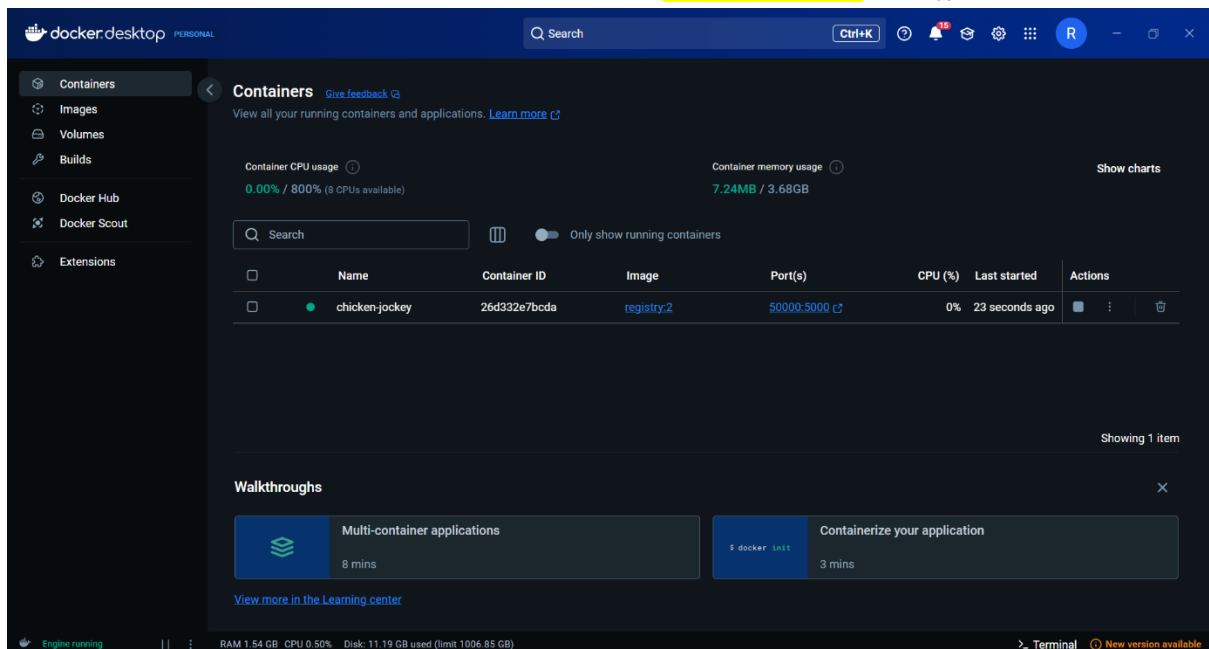 docker.desktop PERSONAL
Search
Ctrl+K
15
R
Containers
Images
Volumes
Builds
Docker Hub
Docker Scout
Extensions
Containers Give feedback
View all your running containers and applications. Learn more
Container CPU usage
0.00% / 800% (8 CPUs available)
Container memory usage
7.24MB / 3.68GB
Show charts
Search
Only show running containers
Name Container ID Image Port(s) CPU (%) Last started Actions
chicken-jockey 26d332e7bcda registry:2 50000:5000 0% 23 seconds ago
Showing 1 item
Walkthroughs
Multi-container applications
8 mins
$ docker init
Containerize your application
3 mins
View more in the Learning center
Engine running RAM 1.54 GB CPU 0.50% Disk: 11.19 GB used (limit 1006.85 GB) >_ Terminal New version available